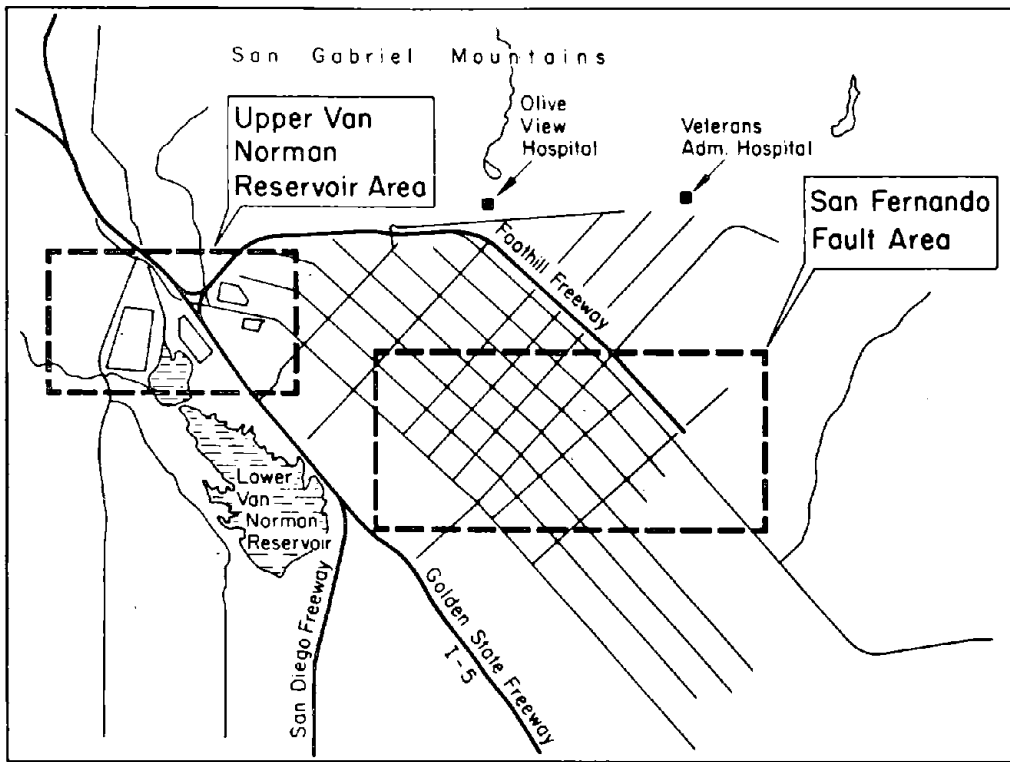 San Gabriel Mountains
Upper Van
Norman
Reservoir Area
Olive
View
Hospital
Veterans
Adm. Hospital
San Fernando
Fault Area
Foothill Freeway
Lower
Van
Norman
Reservoir
San Diego Freeway
Golden State Freeway
I-5